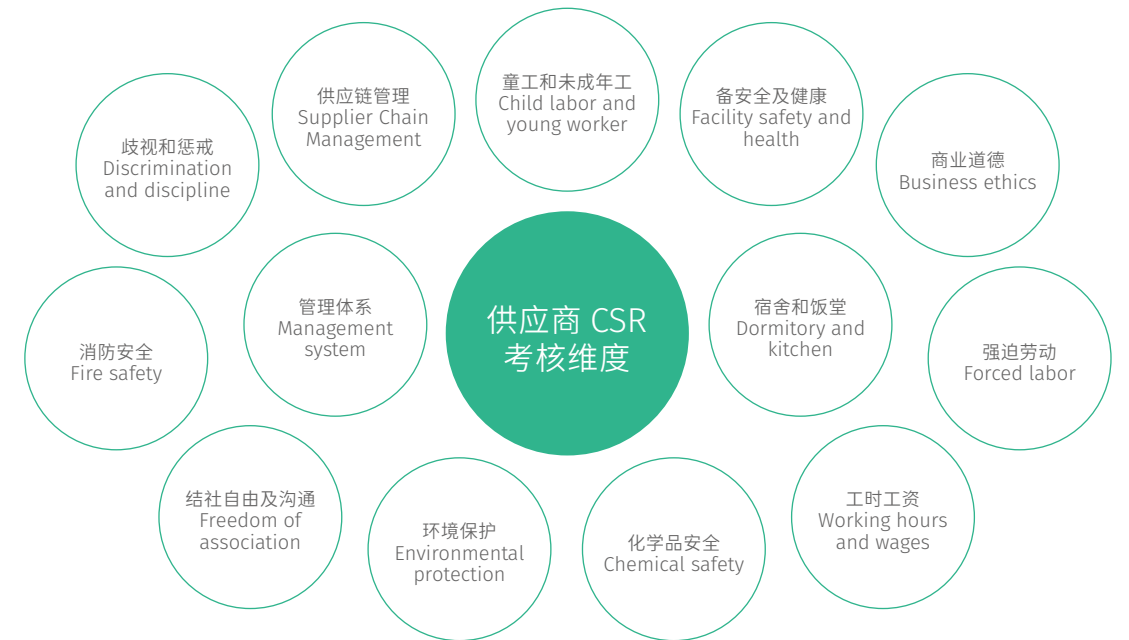 童工和未成年工
Child labor and
young worker
供应链管理
Supplier Chain
Management
备安全及健康
Facility safety and
health
歧视和惩戒
Discrimination
and discipline
商业道德
Business ethics
管理体系
Management
system
供应商 CSR
考核维度
宿舍和饭堂
Dormitory and
kitchen
消防安全
Fire safety
强迫劳动
Forced labor
结社自由及沟通
Freedom of
association
环境保护
Environmental
protection
化学品安全
Chemical safety
工时工资
Working hours
and wages